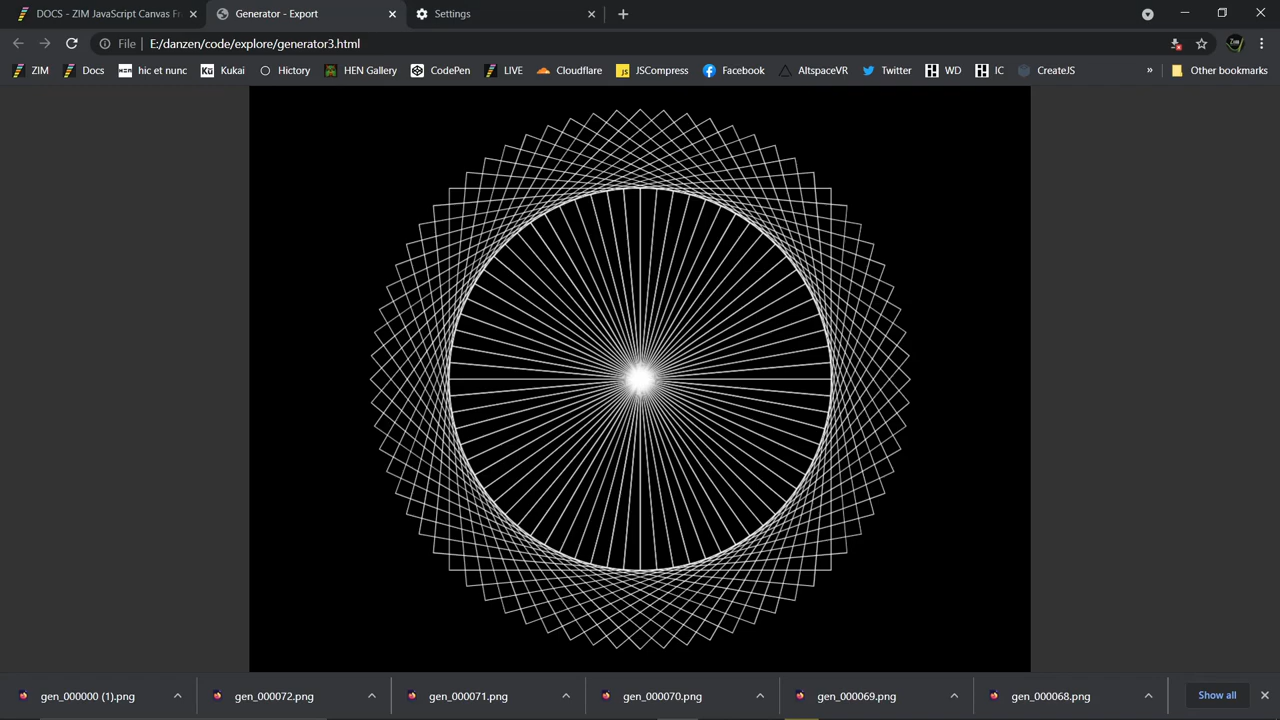 DOCS - ZIM JavaScript Canvas Fr
Generator - Export
Settings
File
E:/danzen/code/explore/generator3.html
ZIM
Docs
hic et nunc
Kukai
Hictory
HEN Gallery
CodePen
LIVE
Cloudflare
JSCompress
Facebook
AltspaceVR
Twitter
WD
IC
CreateJS
»
Other bookmarks
gen_000000 (1).png
gen_000072.png
gen_000071.png
gen_000070.png
gen_000069.png
gen_000068.png
Show all